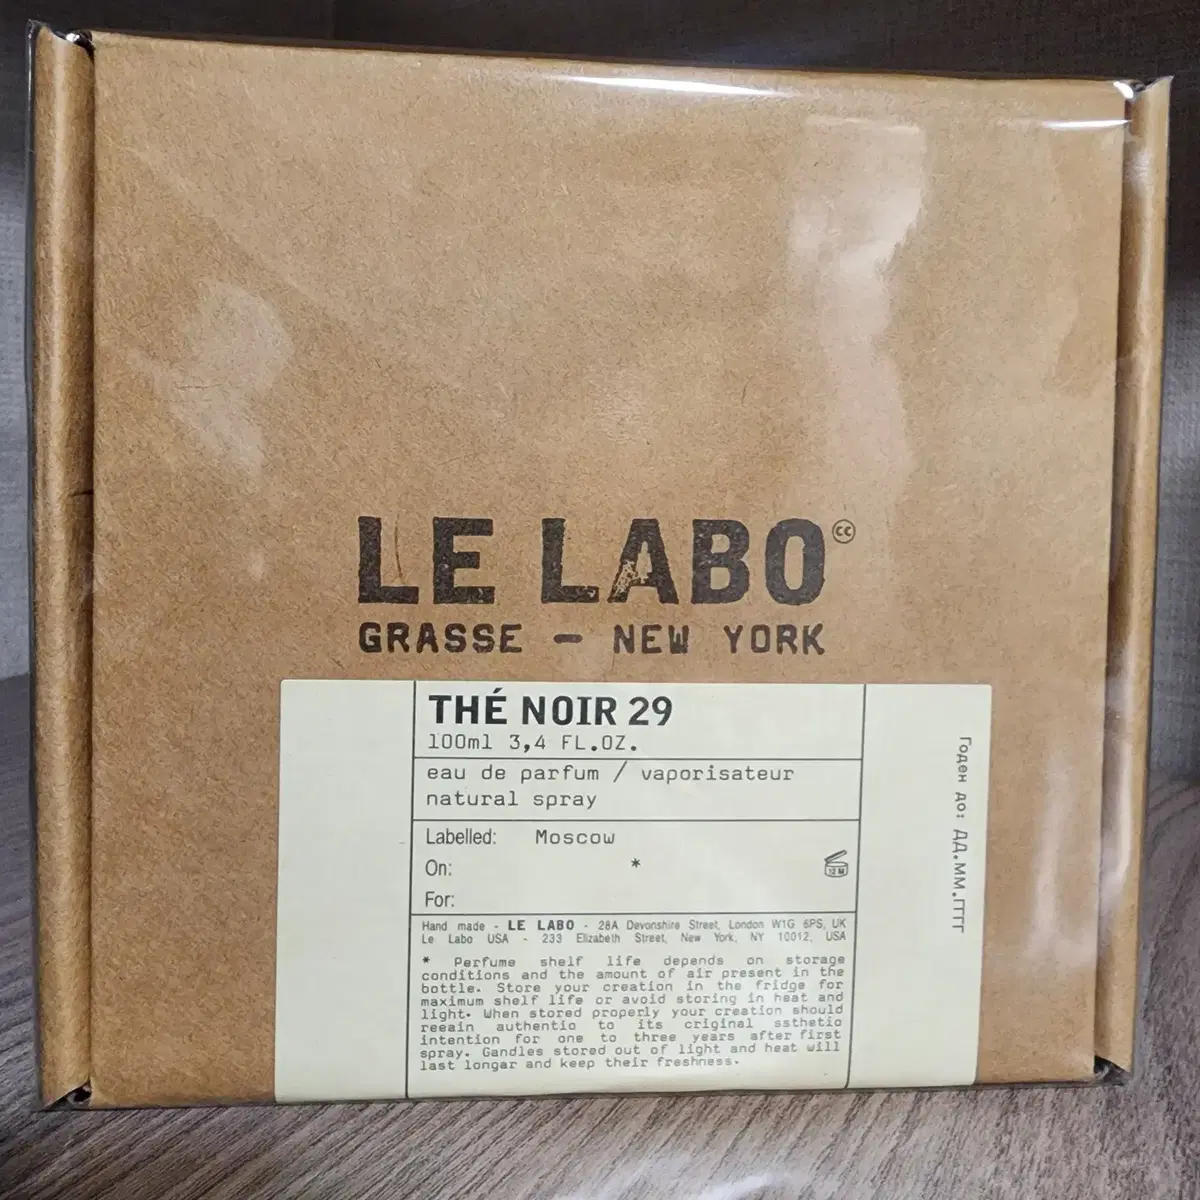 LE LABO
GRASSE – NEW YORK
THÉ NOIR 29
100ml 3,4 FL.OZ.
eau de parfum / vaporisateur
natural spray
Labelled: Moscow
On: *
For:
12 M
Hand made - LE LABO - 28A Devonshire Street, London W1G 6PS, UK
Le Labo USA - 233 Elizabeth Street, New York, NY 10012, USA
* Perfume shelf life depends on storage
conditions and the amount of air present in the
bottle. Store your creation in the fridge for
maximum shelf life or avoid storing in heat and
light. When stored properly your creation should
reeain authentio to its original ssthetio
intention for one to three years after first
spray. Gandles stored out of light and heat will
last longar and keep their freshness.
Годен до: ДД.ММ.ГГГГ